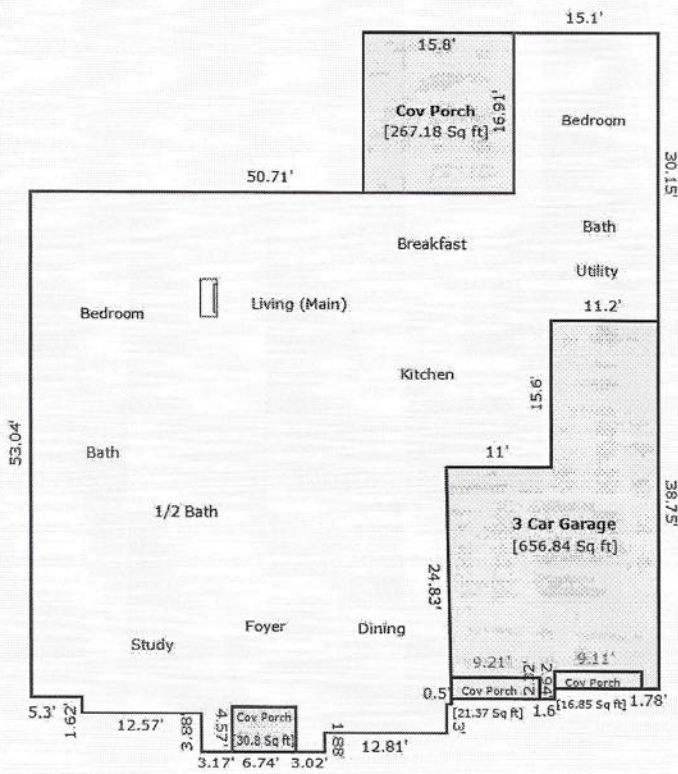 15.1'
15.8'
Cov Porch
[267.18 Sq ft]
16.91'
Bedroom
30.15'
50.71'
Breakfast
Bath
Utility
11.2'
Bedroom
Living (Main)
Kitchen
15.6'
53.04'
Bath
11'
38.75'
1/2 Bath
3 Car Garage
[656.84 Sq ft]
24.83'
Foyer
Dining
Study
9.21'
2.32'
2.94'
9.11'
0.5'
Cov Porch
Cov Porch
5.3'
1.62'
12.57'
3.88'
4.57'
Cov Porch
[30.8 Sq ft]
1.88'
12.81'
3'
[21.37 Sq ft]
1.6'
[16.85 Sq ft]
1.78'
3.17'
6.74'
3.02'